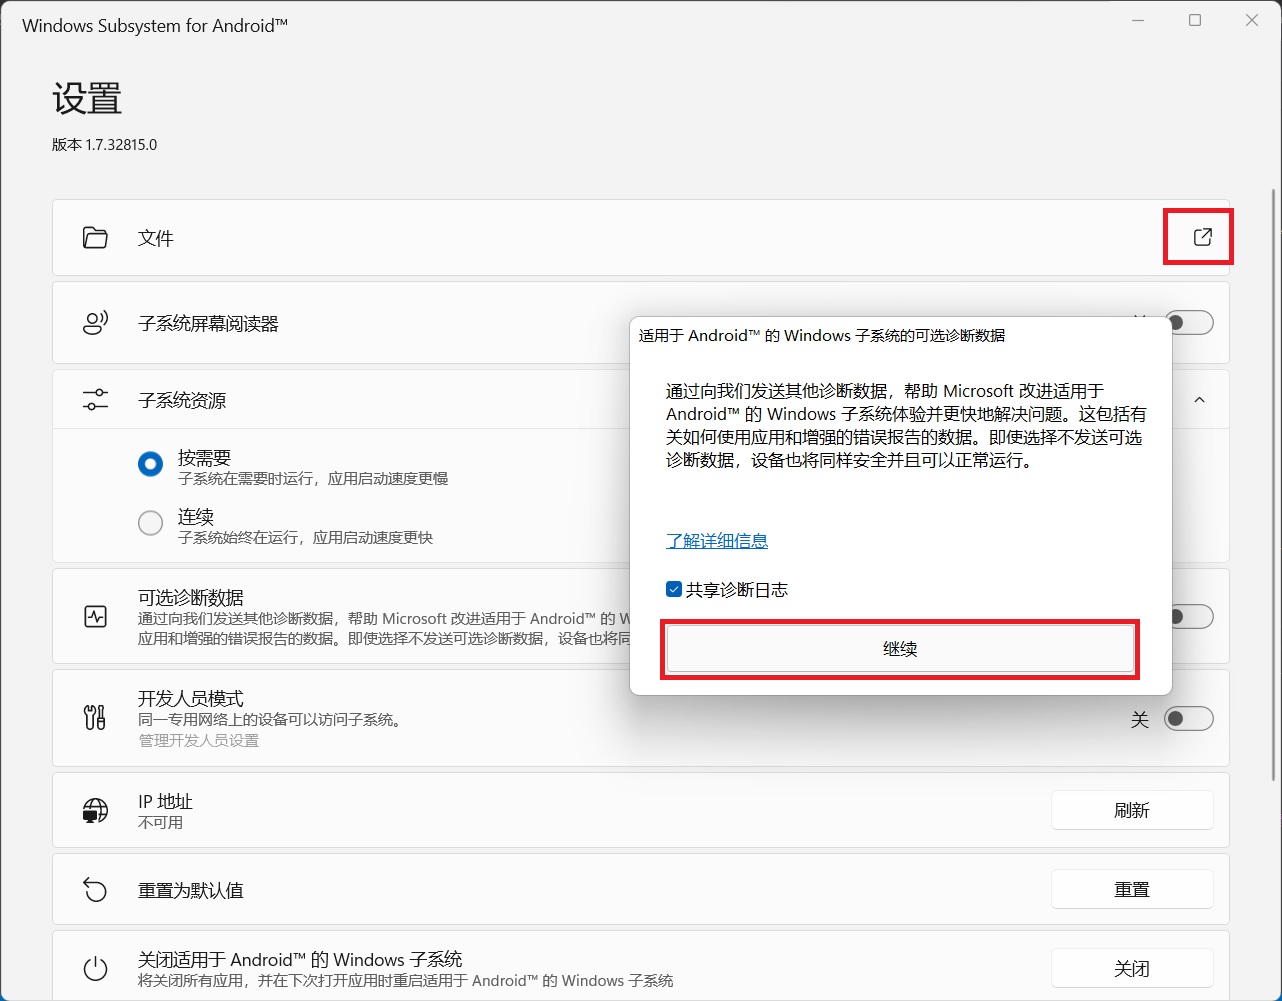 Windows Subsystem for Android™
设置
版本 1.7.32815.0
文件
子系统屏幕阅读器
子系统资源
按需要
子系统在需要时运行，应用启动速度更慢
连续
子系统始终在运行，应用启动速度更快
可选诊断数据
通过向我们发送其他诊断数据，帮助 Microsoft 改进适用于 Android™ 的
应用和增强的错误报告的数据。即使选择不发送可选诊断数据，设备也将同
适用于 Android™ 的 Windows 子系统的可选诊断数据
通过向我们发送其他诊断数据，帮助 Microsoft 改进适用于
Android™ 的 Windows 子系统体验并更快地解决问题。这包括有
关如何使用应用和增强的错误报告的数据。即使选择不发送可选
诊断数据，设备也将同样安全并且可以正常运行。
了解详细信息
共享诊断日志
继续
开发人员模式
同一专用网络上的设备可以访问子系统。
管理开发人员设置
关
IP 地址
不可用
刷新
重置为默认值
重置
关闭适用于 Android™ 的 Windows 子系统
将关闭所有应用，并在下次打开应用时重启适用于 Android™ 的 Windows 子系统
关闭